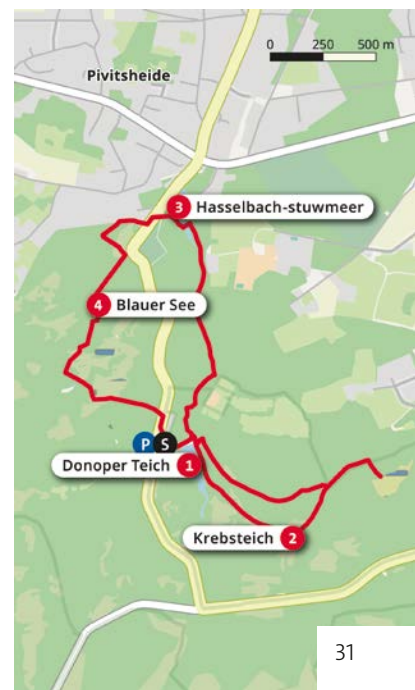 0 250 500 m
Pivitsheide
3 Hasselbach-stuwmeer
4 Blauer See
P S
Donoper Teich 1
Krebsteich 2
31